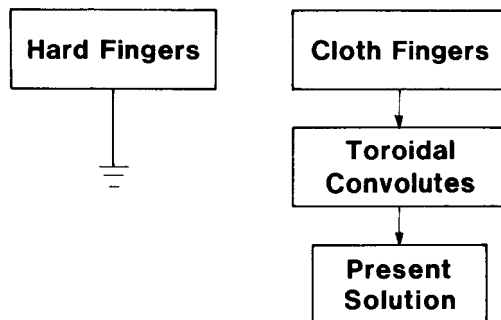 Hard Fingers
Cloth Fingers
Toroidal
Convolutes
Present
Solution